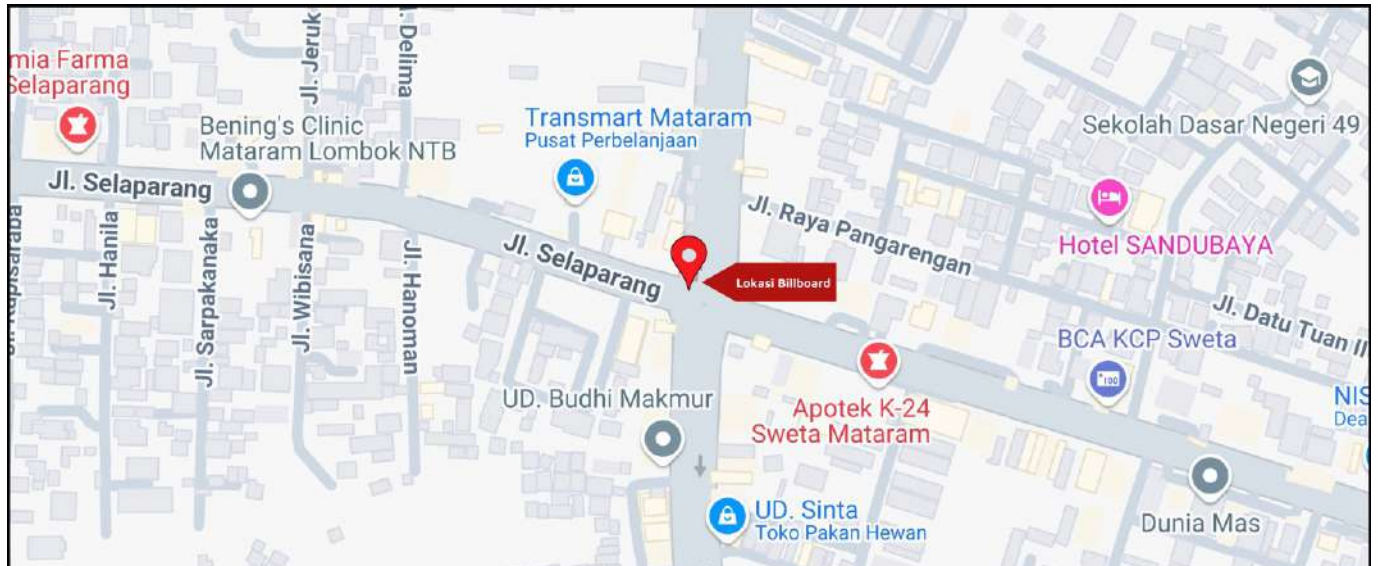 mia Farma
Selaparang
Jl. Jeruk
Jl. Delima
Bening's Clinic
Mataram Lombok NTB
Transmart Mataram
Pusat Perbelanjaan
Sekolah Dasar Negeri 49
Jl. Selaparang
Jl. Raya Pangarengan
Hotel SANDUBAYA
Jl. Hanila
Jl. Sarpakanaka
Jl. Wibisana
Jl. Hanoman
Jl. Selaparang
Lokasi Billboard
Jl. Datu Tuan II
BCA KCP Sweta
100
UD. Budhi Makmur
Apotek K-24
Sweta Mataram
NIS
Dea
UD. Sinta
Toko Pakan Hewan
Dunia Mas